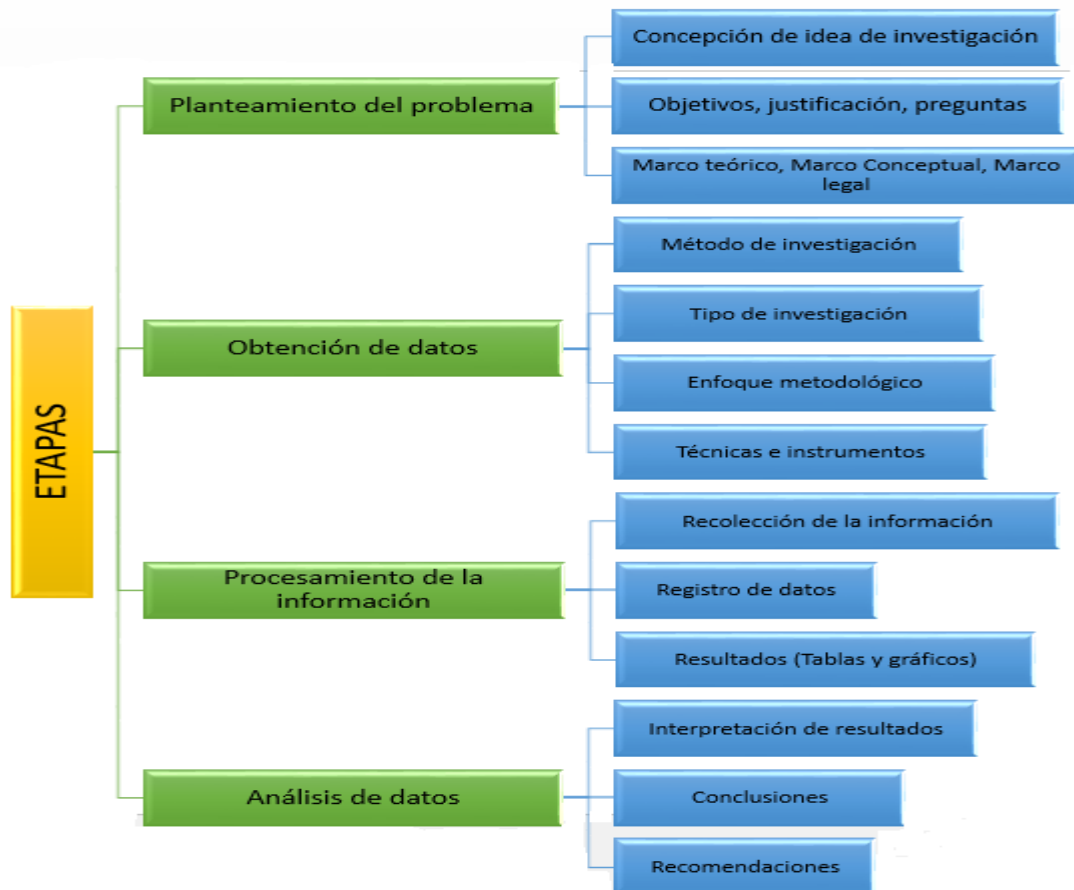 ETAPAS
Planteamiento del problema
Concepción de idea de investigación
Objetivos, justificación, preguntas
Marco teórico, Marco Conceptual, Marco
legal
Obtención de datos
Método de investigación
Tipo de investigación
Enfoque metodológico
Técnicas e instrumentos
Procesamiento de la
información
Recolección de la información
Registro de datos
Resultados (Tablas y gráficos)
Análisis de datos
Interpretación de resultados
Conclusiones
Recomendaciones